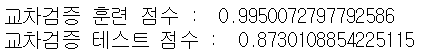 교차검증 훈련 점수 :  0.9950072797792586
교차검증 테스트 점수 :  0.8730108854225115